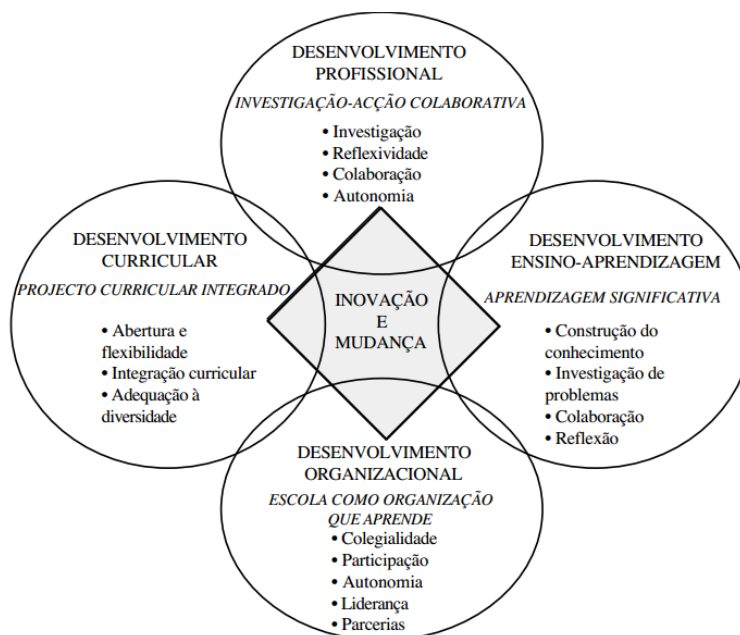 DESENVOLVIMENTO
PROFISSIONAL
INVESTIGAÇÃO-ACÇÃO COLABORATIVA
• Investigação
• Reflexividade
• Colaboração
• Autonomia
DESENVOLVIMENTO
CURRICULAR
PROJECTO CURRICULAR INTEGRADO
• Abertura e
flexibilidade
• Integração curricular
• Adequação à
diversidade
INOVAÇÃO
E
MUDANÇA
DESENVOLVIMENTO
ENSINO-APRENDIZAGEM
APRENDIZAGEM SIGNIFICATIVA
• Construção do
conhecimento
• Investigação de
problemas
• Colaboração
• Reflexão
DESENVOLVIMENTO
ORGANIZACIONAL
ESCOLA COMO ORGANIZAÇÃO
QUE APRENDE
• Colegialidade
• Participação
• Autonomia
• Liderança
• Parcerias